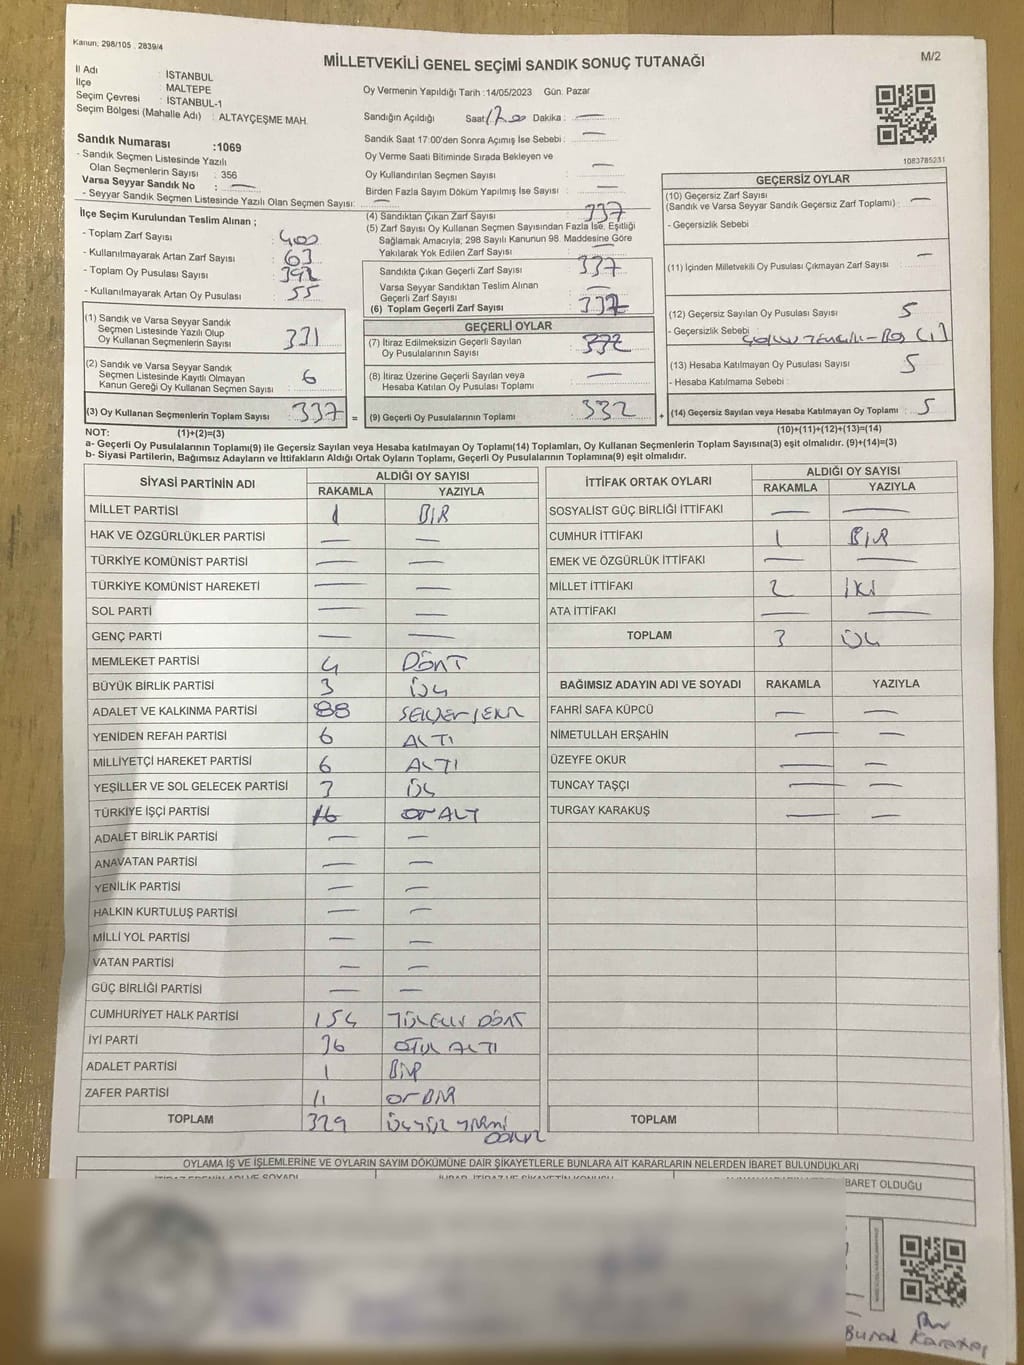 Kanun; 298/105 , 2839/4
M/2
MİLLETVEKİLİ GENEL SEÇİMİ SANDIK SONUÇ TUTANAĞI
İl Adı : İSTANBUL
İlçe : MALTEPE
Seçim Çevresi : İSTANBUL-1
Seçim Bölgesi (Mahalle Adı) : ALTAYÇEŞME MAH.
Sandık Numarası :1069
- Sandık Seçmen Listesinde Yazılı
Olan Seçmenlerin Sayısı : 356
Varsa Seyyar Sandık No : —
- Seyyar Sandık Seçmen Listesinde Yazılı Olan Seçmen Sayısı: —
Oy Vermenin Yapıldığı Tarih :14/05/2023 Gün. Pazar
Sandığın Açıldığı Saat 17.00 Dakika : —
Sandık Saat 17:00'den Sonra Açımış İse Sebebi : —
Oy Verme Saati Bitiminde Sırada Bekleyen ve
Oy Kullandırılan Seçmen Sayısı : —
Birden Fazla Sayım Döküm Yapılmış İse Sayısı : —
1083785231
İlçe Seçim Kurulundan Teslim Alınan ;
- Toplam Zarf Sayısı : 400
- Kullanılmayarak Artan Zarf Sayısı : 63
- Toplam Oy Pusulası Sayısı : 392
- Kullanılmayarak Artan Oy Pusulası : 55
(1) Sandık ve Varsa Seyyar Sandık
Seçmen Listesinde Yazılı Olup
Oy Kullanan Seçmenlerin Sayısı : 331
(2) Sandık ve Varsa Seyyar Sandık
Seçmen Listesinde Kayıtlı Olmayan
Kanun Gereği Oy Kullanan Seçmen Sayısı : 6
(3) Oy Kullanan Seçmenlerin Toplam Sayısı : 337 =
(4) Sandıktan Çıkan Zarf Sayısı : 337
(5) Zarf Sayısı Oy Kullanan Seçmen Sayısından Fazla İse, Eşitliği
Sağlamak Amacıyla, 298 Sayılı Kanunun 98. Maddesine Göre
Yakılarak Yok Edilen Zarf Sayısı : —
Sandıkta Çıkan Geçerli Zarf Sayısı : 337
Varsa Seyyar Sandıktan Teslim Alınan
Geçerli Zarf Sayısı : —
(6) Toplam Geçerli Zarf Sayısı : 337
GEÇERLİ OYLAR
(7) İtiraz Edilmeksizin Geçerli Sayılan
Oy Pusulalarının Sayısı : 332
(8) İtiraz Üzerine Geçerli Sayılan veya
Hesaba Katılan Oy Pusulası Toplamı : —
(9) Geçerli Oy Pusulalarının Toplamı : 332 +
GEÇERSİZ OYLAR
(10) Geçersiz Zarf Sayısı
(Sandık ve Varsa Seyyar Sandık Geçersiz Zarf Toplamı) : —
- Geçersizlik Sebebi :
(11) İçinden Milletvekili Oy Pusulası Çıkmayan Zarf Sayısı : —
(12) Geçersiz Sayılan Oy Pusulası Sayısı : 5
- Geçersizlik Sebebi : (1)
(13) Hesaba Katılmayan Oy Pusulası Sayısı : 5
- Hesaba Katılmama Sebebi :
(14) Geçersiz Sayılan veya Hesaba Katılmayan Oy Toplamı : 5
NOT: (1)+(2)=(3)
(10)+(11)+(12)+(13)=(14)
a- Geçerli Oy Pusulalarının Toplamı(9) ile Geçersiz Sayılan veya Hesaba katılmayan Oy Toplamı(14) Toplamları, Oy Kullanan Seçmenlerin Toplam Sayısına(3) eşit olmalıdır. (9)+(14)=(3)
b- Siyasi Partilerin, Bağımsız Adayların ve İttifakların Aldığı Ortak Oyların Toplamı, Geçerli Oy Pusulalarının Toplamına(9) eşit olmalıdır.
SİYASİ PARTİNİN ADI ALDIĞI OY SAYISI
RAKAMLA YAZIYLA
MİLLET PARTİSİ 1 BİR
HAK VE ÖZGÜRLÜKLER PARTİSİ — —
TÜRKİYE KOMÜNİST PARTİSİ — —
TÜRKİYE KOMÜNİST HAREKETİ — —
SOL PARTİ — —
GENÇ PARTİ — —
MEMLEKET PARTİSİ 4 DÖRT
BÜYÜK BİRLİK PARTİSİ 3 ÜÇ
ADALET VE KALKINMA PARTİSİ 88 SEKSEN SEKİZ
YENİDEN REFAH PARTİSİ 6 ALTI
MİLLİYETÇİ HAREKET PARTİSİ 6 ALTI
YEŞİLLER VE SOL GELECEK PARTİSİ 3 ÜÇ
TÜRKİYE İŞÇİ PARTİSİ 16 ON ALTI
ADALET BİRLİK PARTİSİ — —
ANAVATAN PARTİSİ — —
YENİLİK PARTİSİ — —
HALKIN KURTULUŞ PARTİSİ — —
MİLLİ YOL PARTİSİ — —
VATAN PARTİSİ — —
GÜÇ BİRLİĞİ PARTİSİ — —
CUMHURİYET HALK PARTİSİ 154 YÜZ ELLİ DÖRT
İYİ PARTİ 36 OTUZ ALTI
ADALET PARTİSİ 1 BİR
ZAFER PARTİSİ 11 ON BİR
TOPLAM 329 ÜÇ YÜZ YİRMİ
DOKUZ
İTTİFAK ORTAK OYLARI ALDIĞI OY SAYISI
RAKAMLA YAZIYLA
SOSYALİST GÜÇ BİRLİĞİ İTTİFAKI — —
CUMHUR İTTİFAKI 1 BİR
EMEK VE ÖZGÜRLÜK İTTİFAKI — —
MİLLET İTTİFAKI 2 İKİ
ATA İTTİFAKI — —
TOPLAM 3 ÜÇ
BAĞIMSIZ ADAYIN ADI VE SOYADI RAKAMLA YAZIYLA
FAHRİ SAFA KÜPCÜ — —
NİMETULLAH ERŞAHİN — —
ÜZEYFE OKUR — —
TUNCAY TAŞÇI — —
TURGAY KARAKUŞ — —
TOPLAM
OYLAMA İŞ VE İŞLEMLERİNE VE OYLARIN SAYIM DÖKÜMÜNE DAİR ŞİKAYETLERLE BUNLARA AİT KARARLARIN NELERDEN İBARET BULUNDUKLARI
İBARET OLDUĞU
Burak